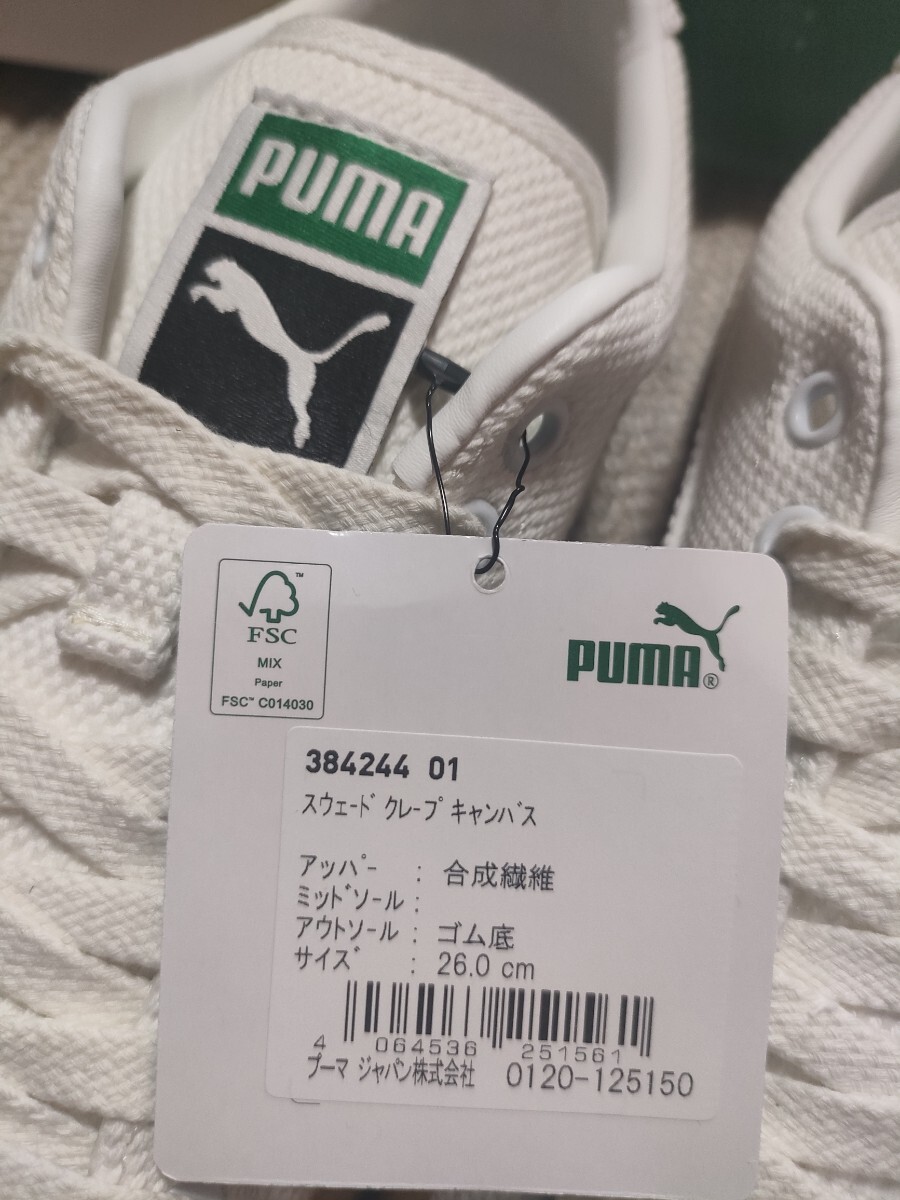 PUMA
FSC™
MIX
Paper
FSC™ C014030
PUMA®
384244 01
スウェード クレープ キャンバス
アッパー : 合成繊維
ミッドソール :
アウトソール : ゴム底
サイズ : 26.0 cm
4 064536 251561
プーマ ジャパン株式会社 0120-125150